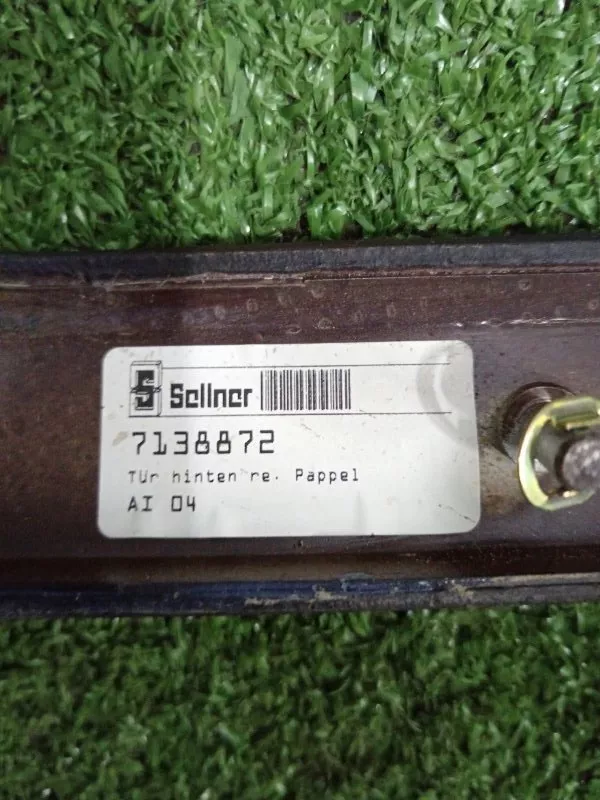 S Sellner
7138872
Tür hinten re. Pappel
AI 04